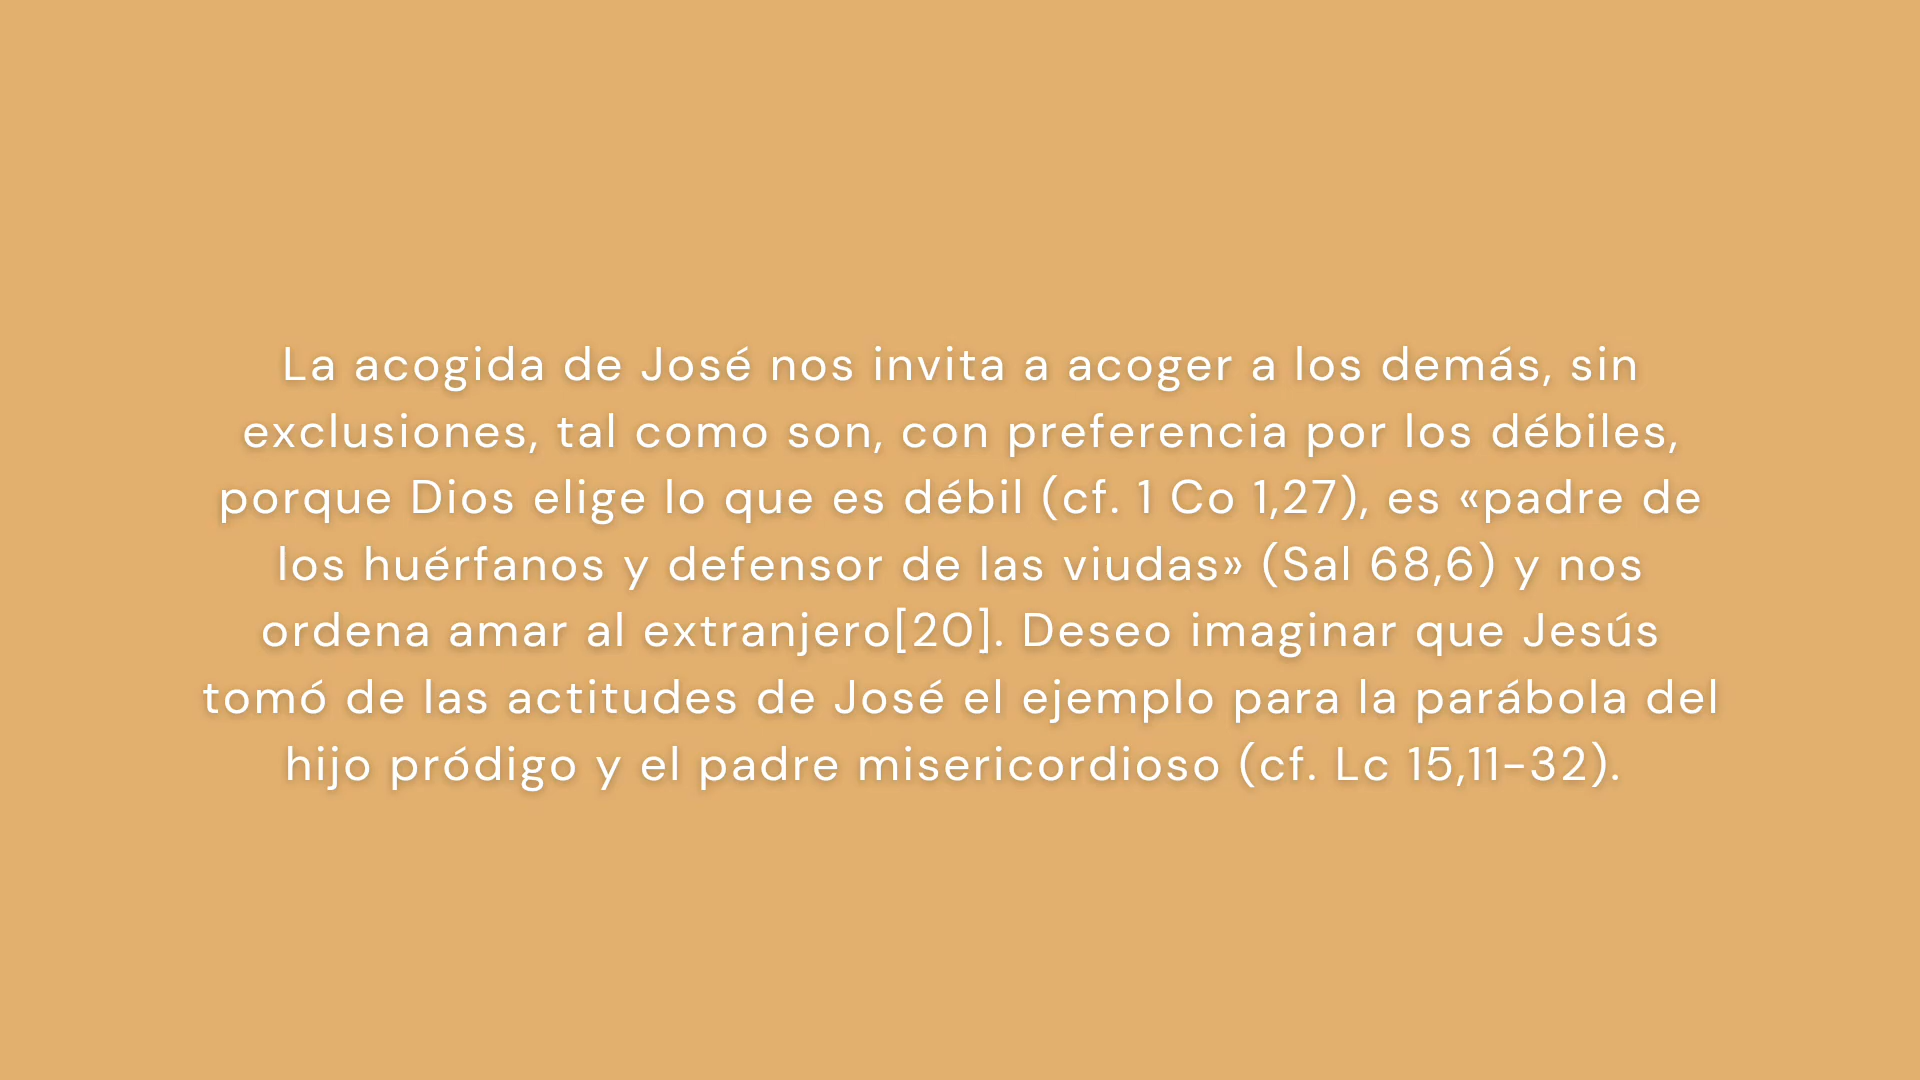 La acogida de José nos invita a acoger a los demás, sin
exclusiones, tal como son, con preferencia por los débiles,
porque Dios elige lo que es débil (cf. 1 Co 1,27), es «padre de
los huérfanos y defensor de las viudas» (Sal 68,6) y nos
ordena amar al extranjero[20]. Deseo imaginar que Jesús
tomó de las actitudes de José el ejemplo para la parábola del
hijo pródigo y el padre misericordioso (cf. Lc 15,11-32).